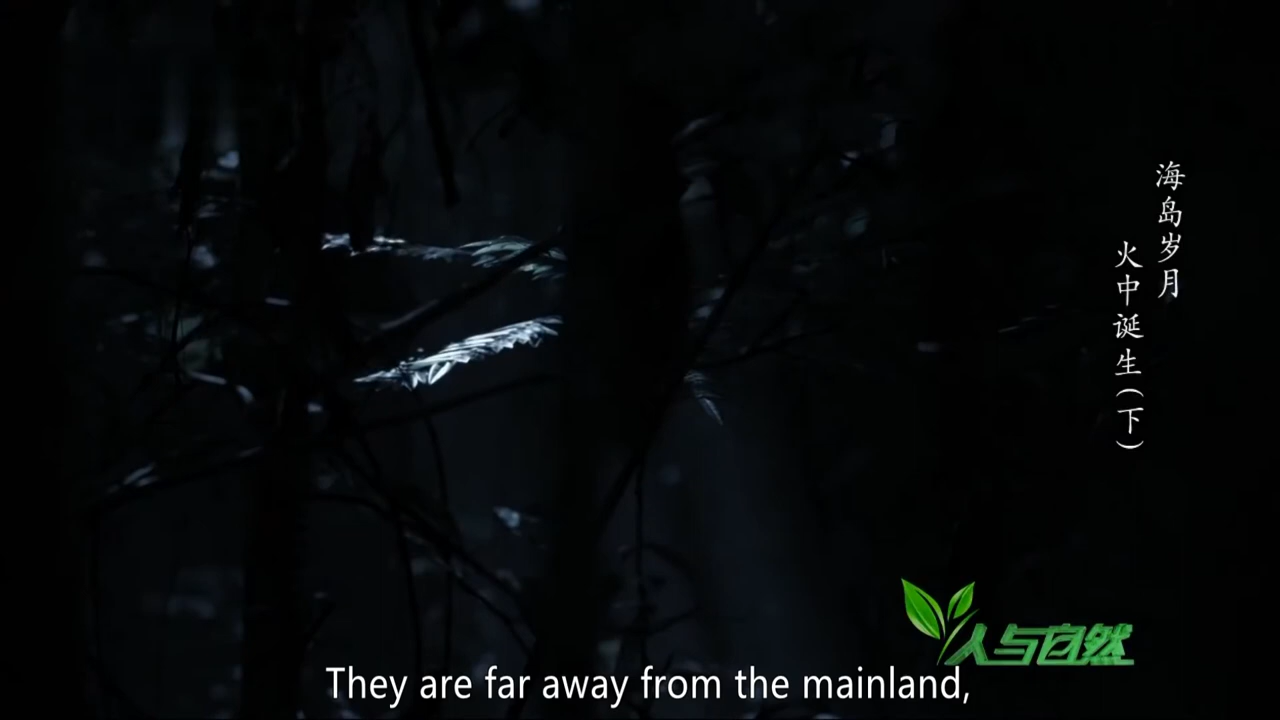 海岛岁月
火中诞生(下)
人与自然
They are far away from the mainland,